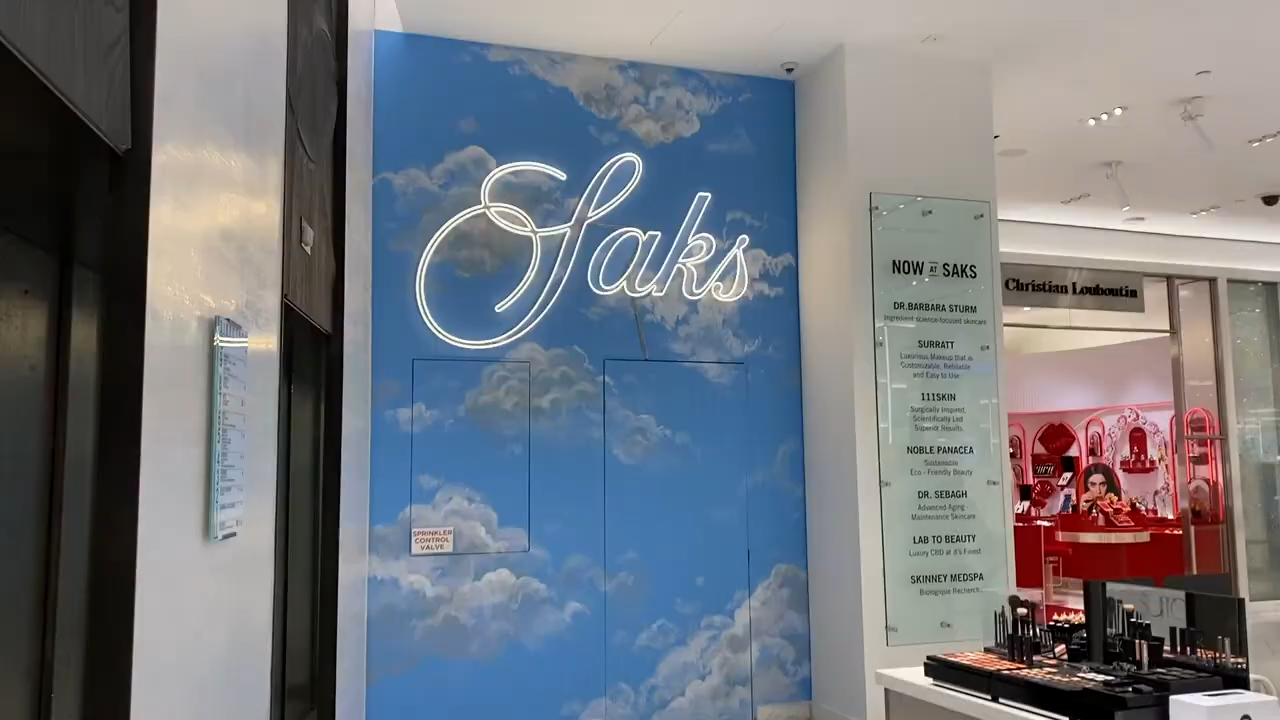 Saks
SPRINKLER
CONTROL
VALVE
NOW AT SAKS
DR.BARBARA STURM
Ingredient science-focused skincare
SURRATT
Luxurious Makeup that is
Customizable, Refillable
and Easy to Use
111SKIN
Surgically Inspired,
Scientifically Led
Superior Results
NOBLE PANACEA
Sustainable
Eco - Friendly Beauty
DR. SEBAGH
Advanced Aging -
Maintenance Skincare
LAB TO BEAUTY
Luxury CBD at it's Finest
SKINNEY MEDSPA
Biologique Recherch
Christian Louboutin